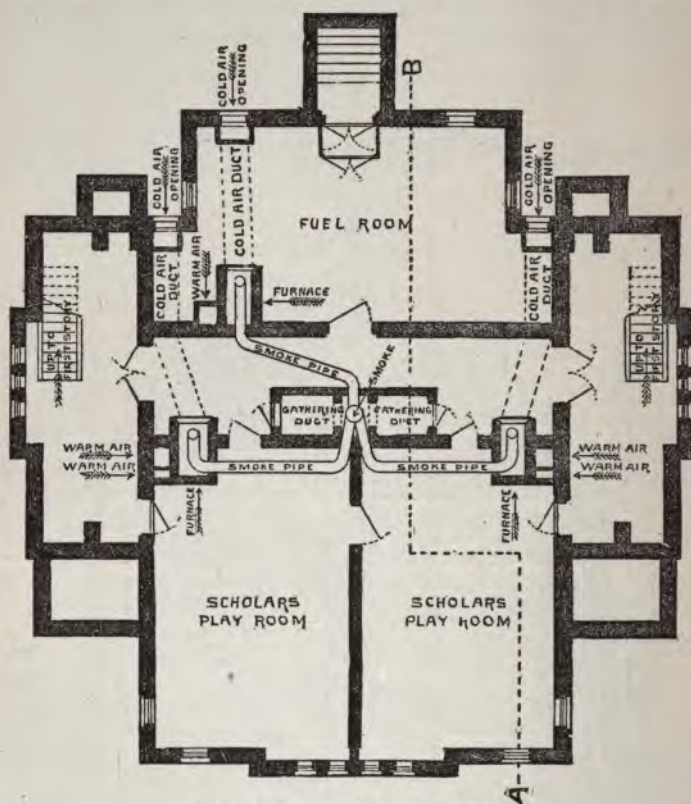 B
COLD AIR
OPENING
COLD AIR
OPENING
COLD AIR
OPENING
COLD AIR DUCT
FUEL ROOM
COLD AIR
DUCT
WARM AIR
FURNACE
COLD AIR
DUCT
UP TO
FIRST STORY
UP TO
FIRST STORY
SMOKE PIPE
SMOKE
GATHERING
DUCT
GATHERING
DUCT
WARM AIR
WARM AIR
SMOKE PIPE
SMOKE PIPE
WARM AIR
WARM AIR
FURNACE
FURNACE
SCHOLARS
PLAY ROOM
SCHOLARS
PLAY ROOM
A